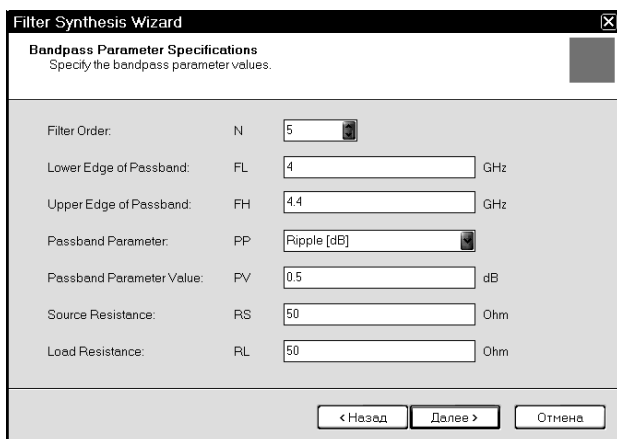 Filter Synthesis Wizard
Bandpass Parameter Specifications
Specify the bandpass parameter values.
Filter Order: N 5
Lower Edge of Passband: FL 4 GHz
Upper Edge of Passband: FH 4.4 GHz
Passband Parameter: PP Ripple [dB]
Passband Parameter Value: PV 0.5 dB
Source Resistance: RS 50 Ohm
Load Resistance: RL 50 Ohm
< Назад Далее > Отмена